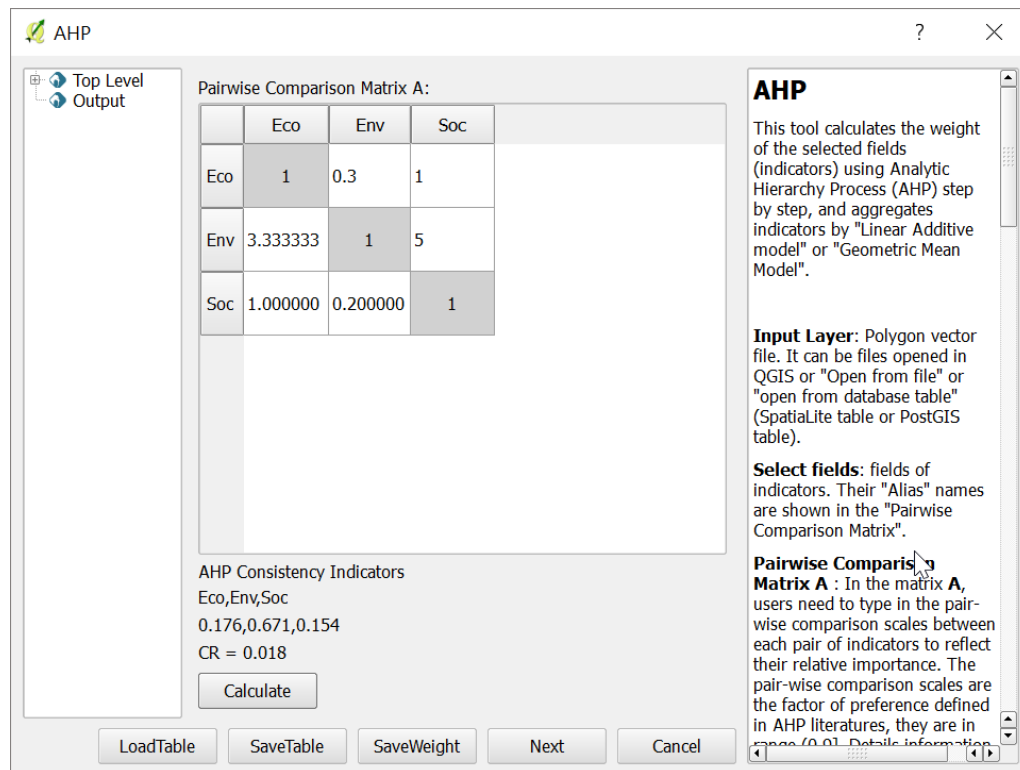 AHP
?
Top Level
Output
Pairwise Comparison Matrix A:
Eco Env Soc
Eco 1 0.3 1
Env 3.333333 1 5
Soc 1.000000 0.200000 1
AHP Consistency Indicators
Eco,Env,Soc
0.176,0.671,0.154
CR = 0.018
Calculate
LoadTable SaveTable SaveWeight Next Cancel
AHP
This tool calculates the weight
of the selected fields
(indicators) using Analytic
Hierarchy Process (AHP) step
by step, and aggregates
indicators by "Linear Additive
model" or "Geometric Mean
Model".
Input Layer: Polygon vector
file. It can be files opened in
QGIS or "Open from file" or
"open from database table"
(SpatiaLite table or PostGIS
table).
Select fields: fields of
indicators. Their "Alias" names
are shown in the "Pairwise
Comparison Matrix".
Pairwise Comparison
Matrix A : In the matrix A,
users need to type in the pair-
wise comparison scales between
each pair of indicators to reflect
their relative importance. The
pair-wise comparison scales are
the factor of preference defined
in AHP literatures, they are in